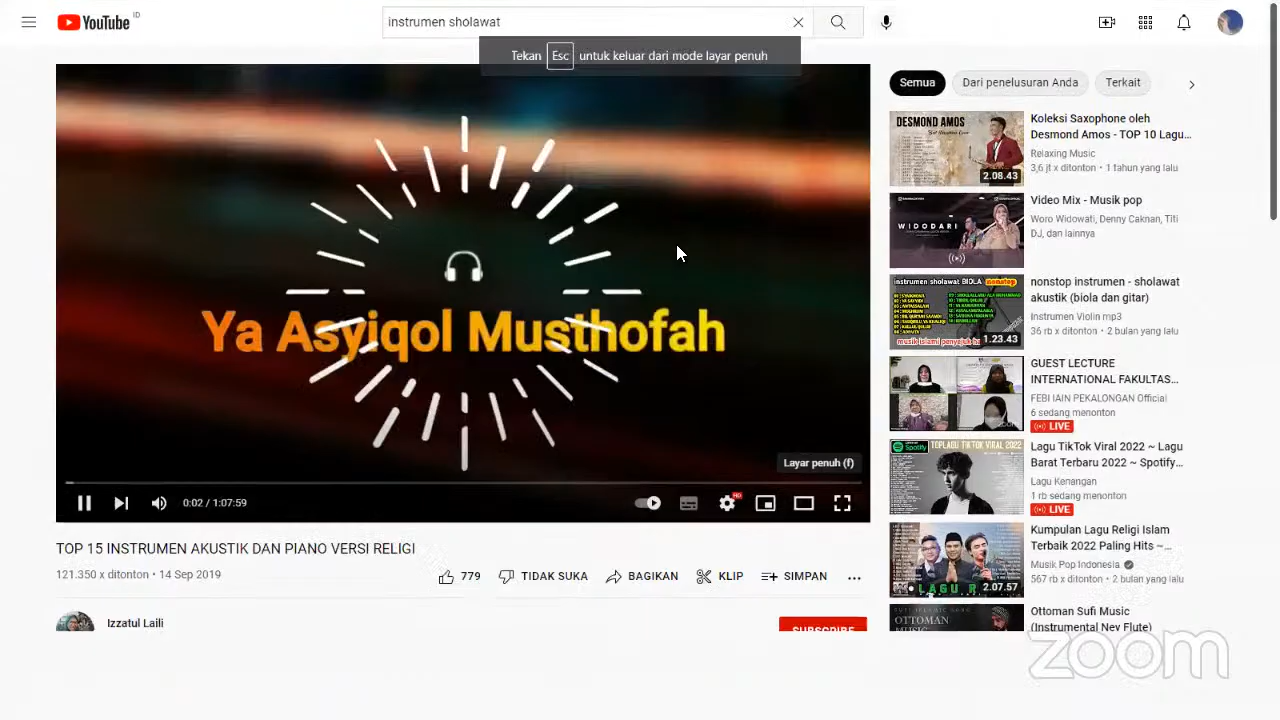 YouTube ID
instrumen sholawat
Tekan Esc untuk keluar dari mode layar penuh
Ya Asyiqol Musthofah
Layar penuh (f)
0:02 / 1:07:59
HD
TOP 15 INSTRUMEN AKUSTIK DAN PIANO VERSI RELIGI
121.350 x ditonton • 14 Sep 2019
TIDAK SUKA
BAGIKAN
SIMPAN
Izzatul Laili
SUBSCRIBE
Semua
Dari penelusuran Anda
Terkait
DESMOND AMOS
2.08.43
Koleksi Saxophone oleh
Desmond Amos - TOP 10 Lagu...
Relaxing Music
3,6 jt x ditonton • 1 tahun yang lalu
WIDODARI
Video Mix - Musik pop
Woro Widowati, Denny Caknan, Titi
DJ, dan lainnya
instrumen sholawat BIOLA nonstop
1.23.43
nonstop instrumen - sholawat
akustik (biola dan gitar)
Instrumen Violin mp3
36 rb x ditonton • 2 bulan yang lalu
GUEST LECTURE
INTERNATIONAL FAKULTAS...
FEBI IAIN PEKALONGAN Official
6 sedang menonton
LIVE
Spotify
TOPLAGU TIKTOK VIRAL 2022
Lagu TikTok Viral 2022 ~ Lagu
Barat Terbaru 2022 ~ Spotify...
Lagu Kenangan
1 rb sedang menonton
LIVE
LAGU R
2.07.57
Kumpulan Lagu Religi Islam
Terbaik 2022 Paling Hits ~...
Musik Pop Indonesia
567 rb x ditonton • 2 bulan yang lalu
OTTOMAN
Ottoman Sufi Music
(Instrumental Ney Flute)
zoom